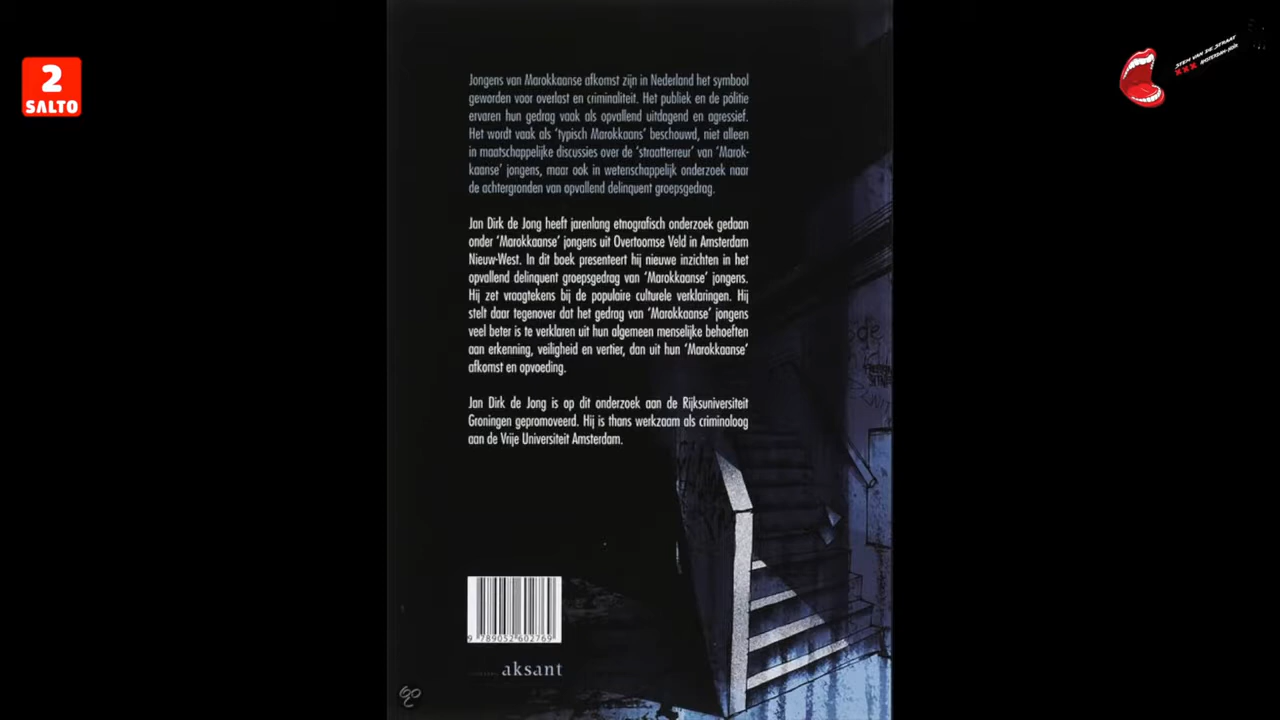 2
SALTO
STEM VAN DE STRAAT
XXX AMSTERDAM-NOIR
Jongens van Marokkaanse afkomst zijn in Nederland het symbool
geworden voor overlast en criminaliteit. Het publiek en de politie
ervaren hun gedrag vaak als opvallend uitdagend en agressief.
Het wordt vaak als ‘typisch Marokkaans’ beschouwd, niet alleen
in maatschappelijke discussies over de ‘straatterreur’ van ‘Marok-
kaanse’ jongens, maar ook in wetenschappelijk onderzoek naar
de achtergronden van opvallend delinquent groepsgedrag.
Jan Dirk de Jong heeft jarenlang etnografisch onderzoek gedaan
onder ‘Marokkaanse’ jongens uit Overtoomse Veld in Amsterdam
Nieuw-West. In dit boek presenteert hij nieuwe inzichten in het
opvallend delinquent groepsgedrag van ‘Marokkaanse’ jongens.
Hij zet vraagtekens bij de populaire culturele verklaringen. Hij
stelt daar tegenover dat het gedrag van ‘Marokkaanse’ jongens
veel beter is te verklaren uit hun algemeen menselijke behoeften
aan erkenning, veiligheid en vertier, dan uit hun ‘Marokkaanse’
afkomst en opvoeding.
Jan Dirk de Jong is op dit onderzoek aan de Rijksuniversiteit
Groningen gepromoveerd. Hij is thans werkzaam als criminoloog
aan de Vrije Universiteit Amsterdam.
9 789052 602769
aksant